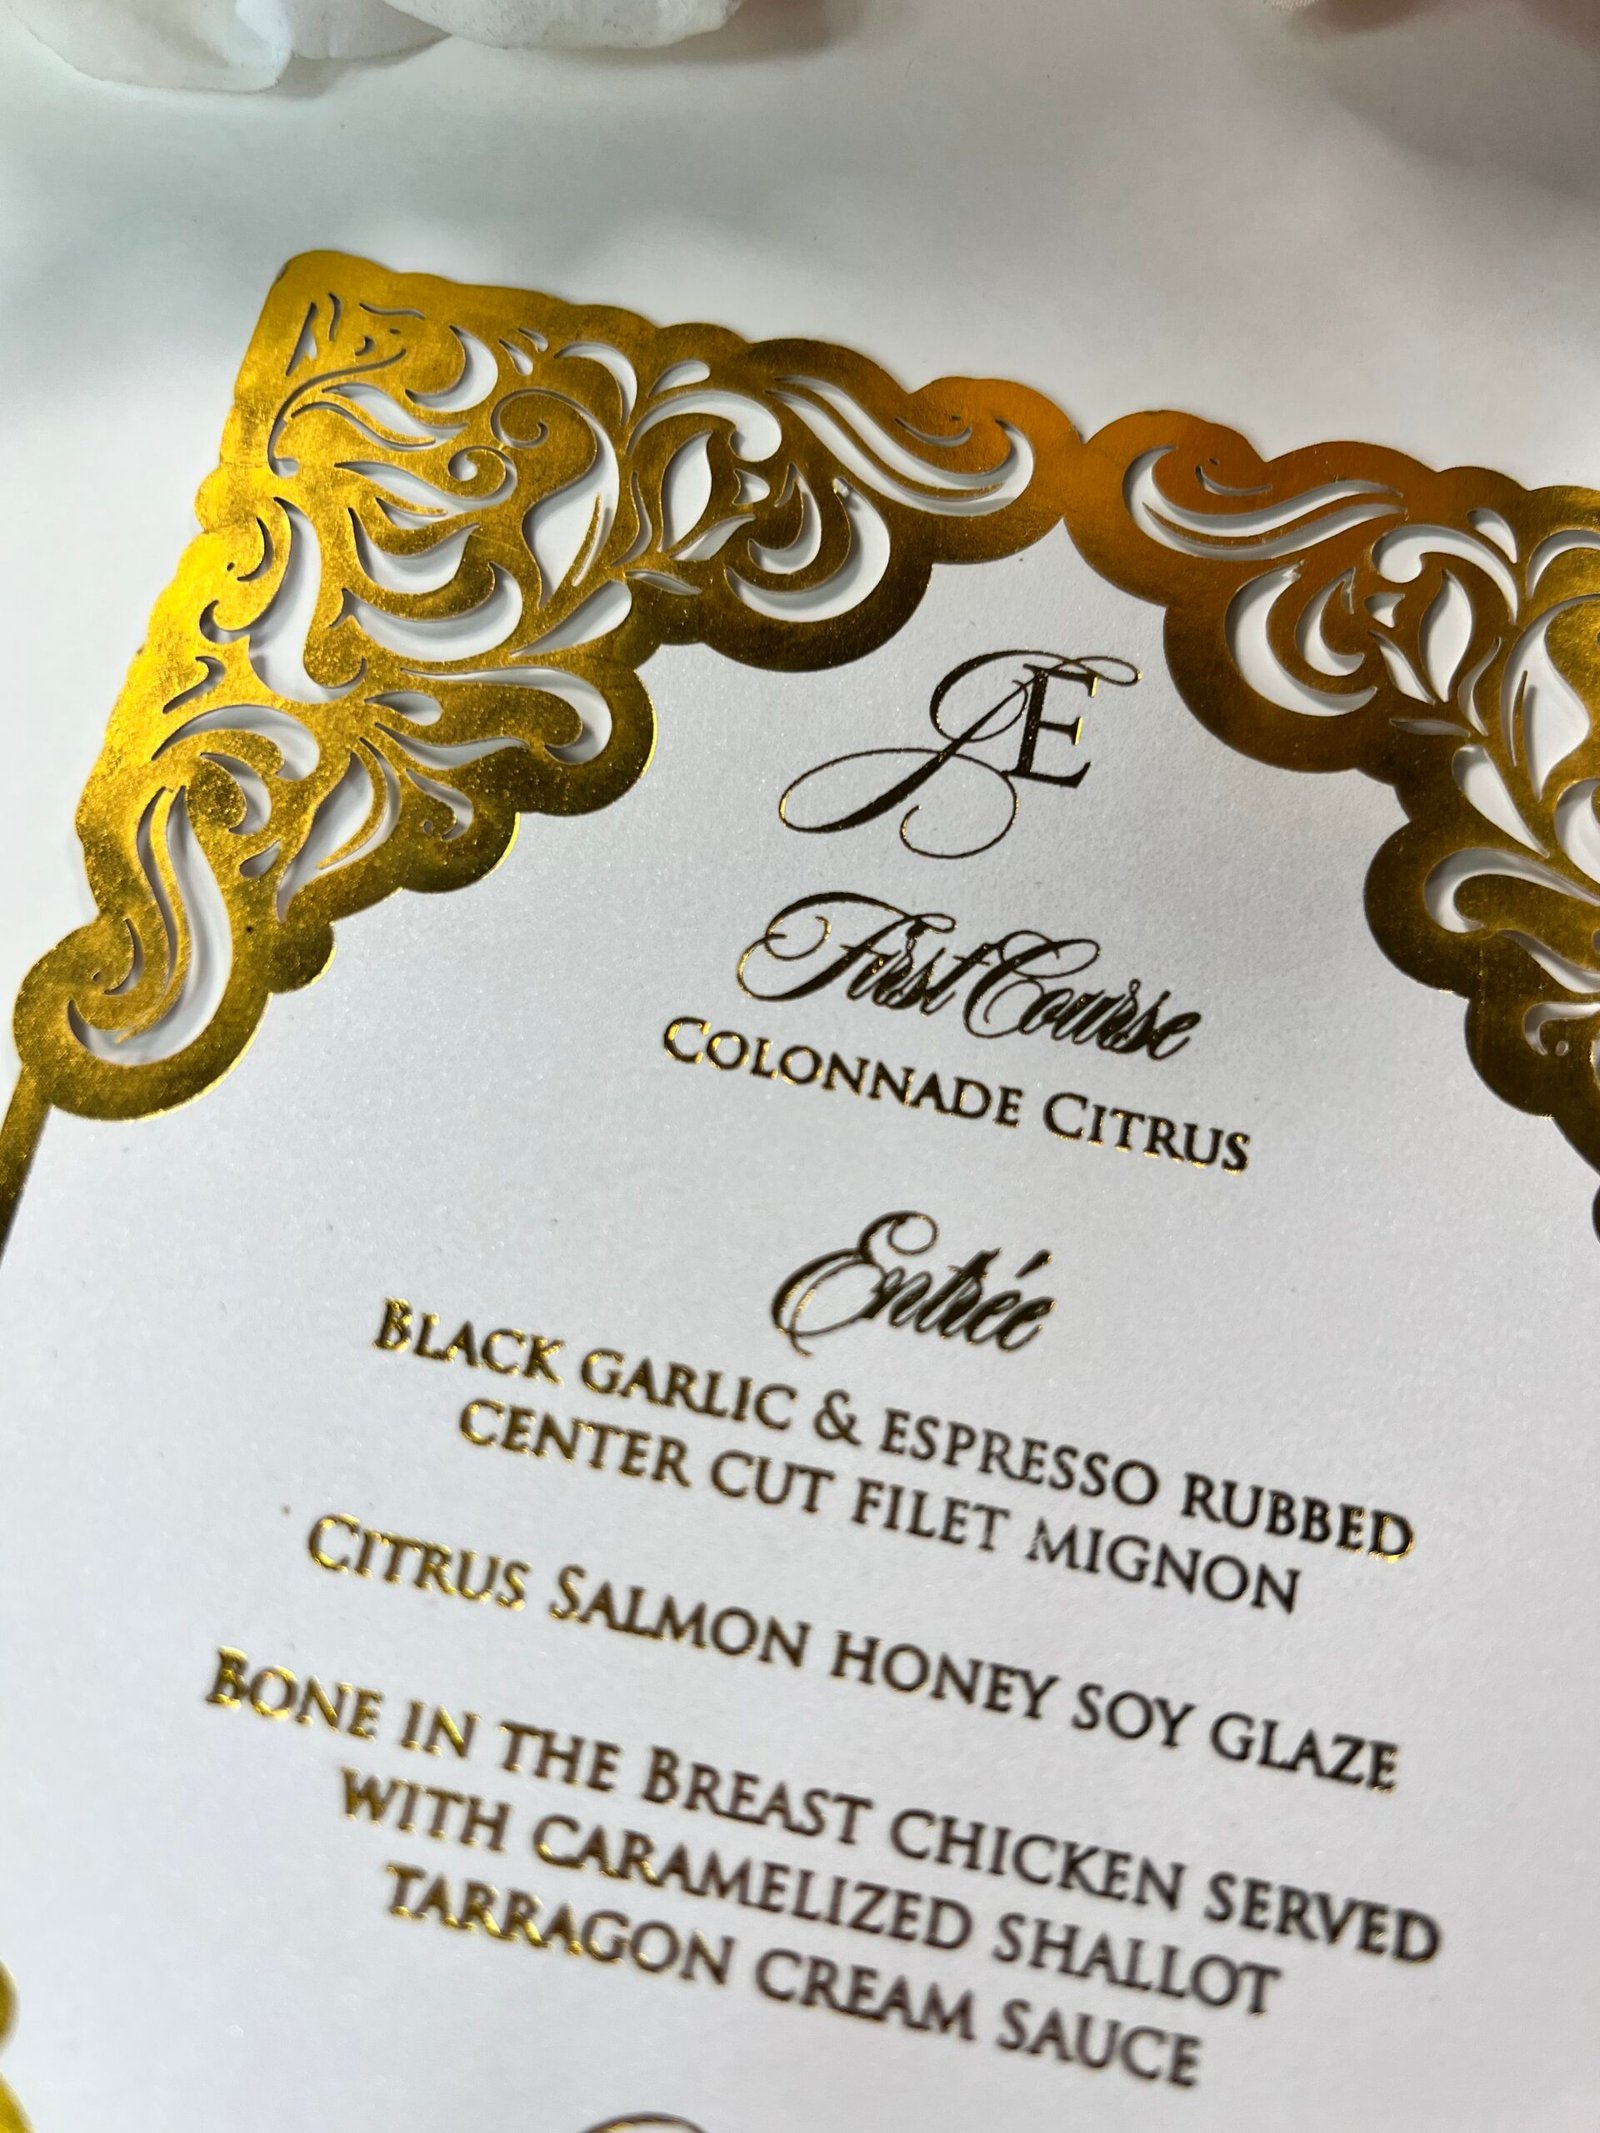 Æ
First Course
Colonnade Citrus
Entrée
Black garlic & espresso rubbed
center cut filet mignon
Citrus Salmon honey soy glaze
Bone in the Breast chicken served
with Caramelized shallot
tarragon cream sauce